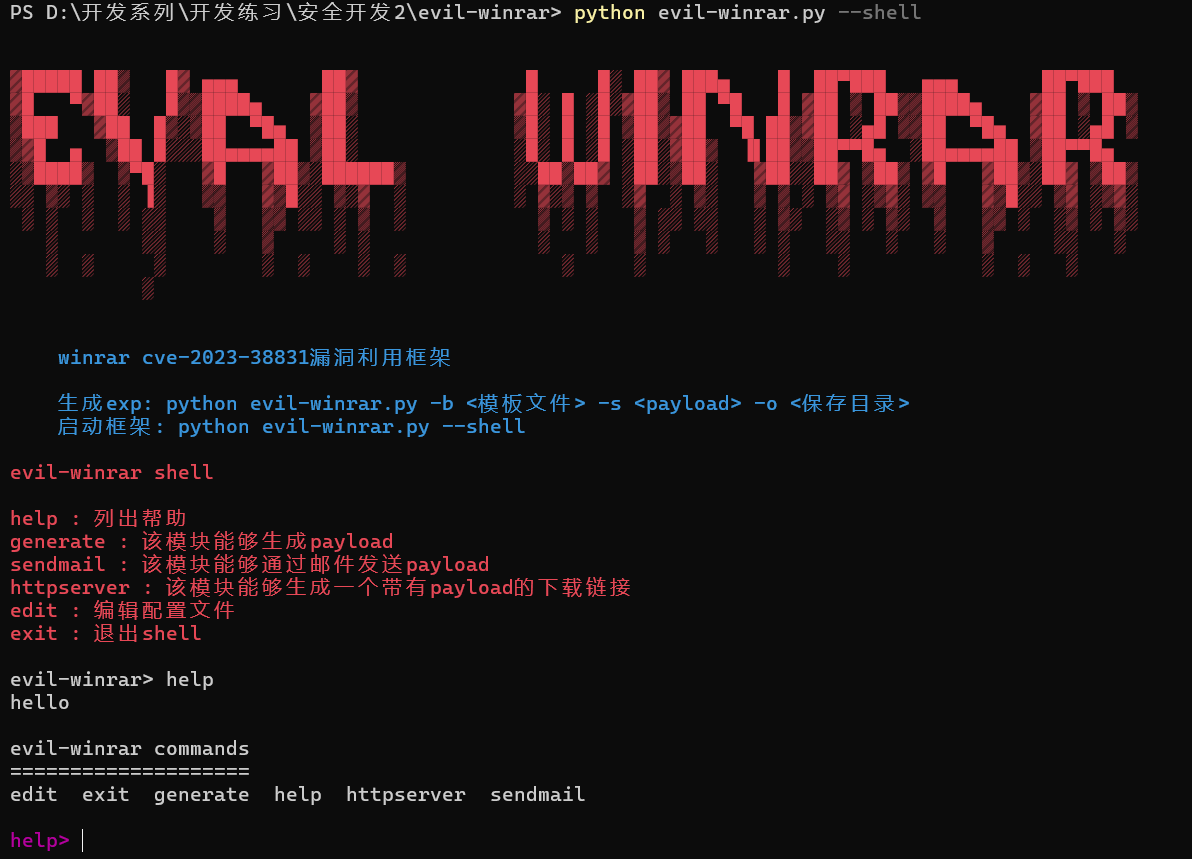 PS D:\开发系列\开发练习\安全开发2\evil-winrar> python evil-winrar.py --shell
EVAL WINRAR
winrar cve-2023-38831漏洞利用框架
生成exp: python evil-winrar.py -b <模板文件> -s <payload> -o <保存目录>
启动框架: python evil-winrar.py --shell
evil-winrar shell
help : 列出帮助
generate : 该模块能够生成payload
sendmail : 该模块能够通过邮件发送payload
httpserver : 该模块能够生成一个带有payload的下载链接
edit : 编辑配置文件
exit : 退出shell
evil-winrar> help
hello
evil-winrar commands
====================
edit  exit  generate  help  httpserver  sendmail
help>